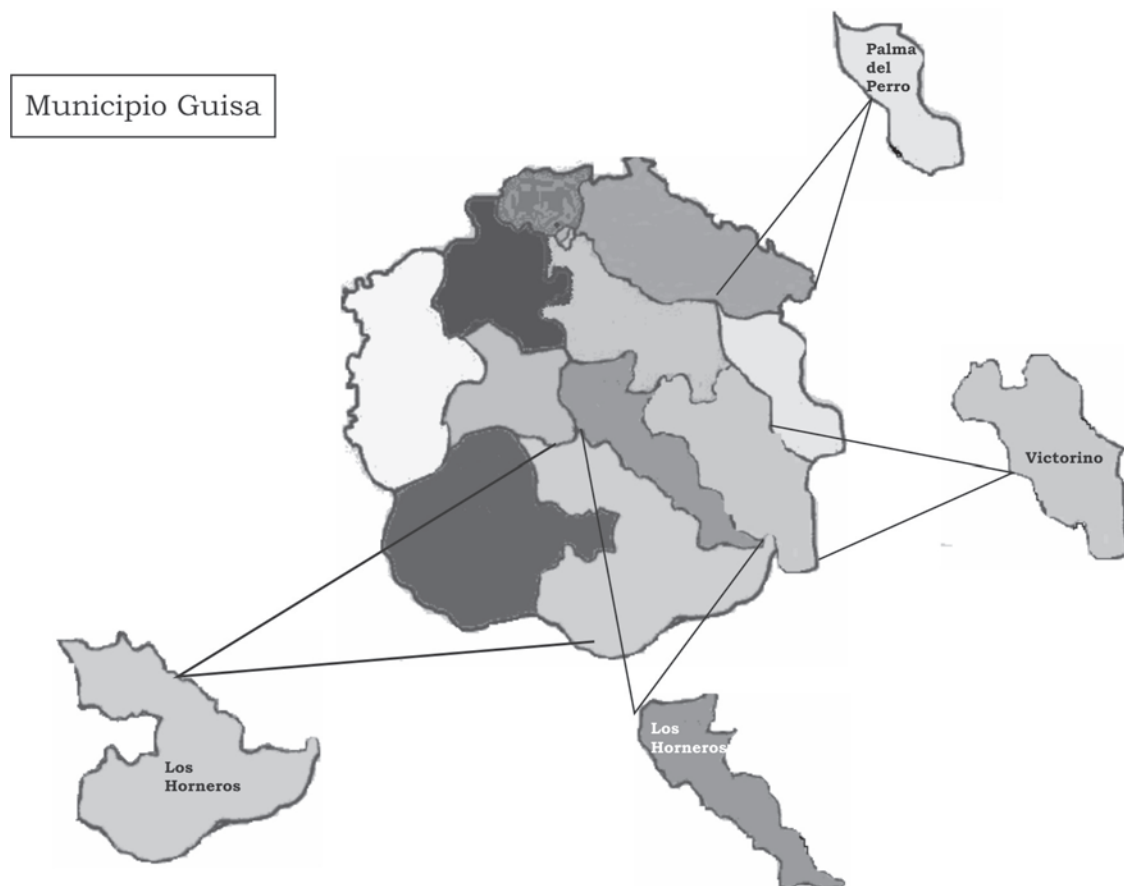 Palma
del
Perro
Municipio Guisa
Victorino
Los
Horneros
Los
Horneros